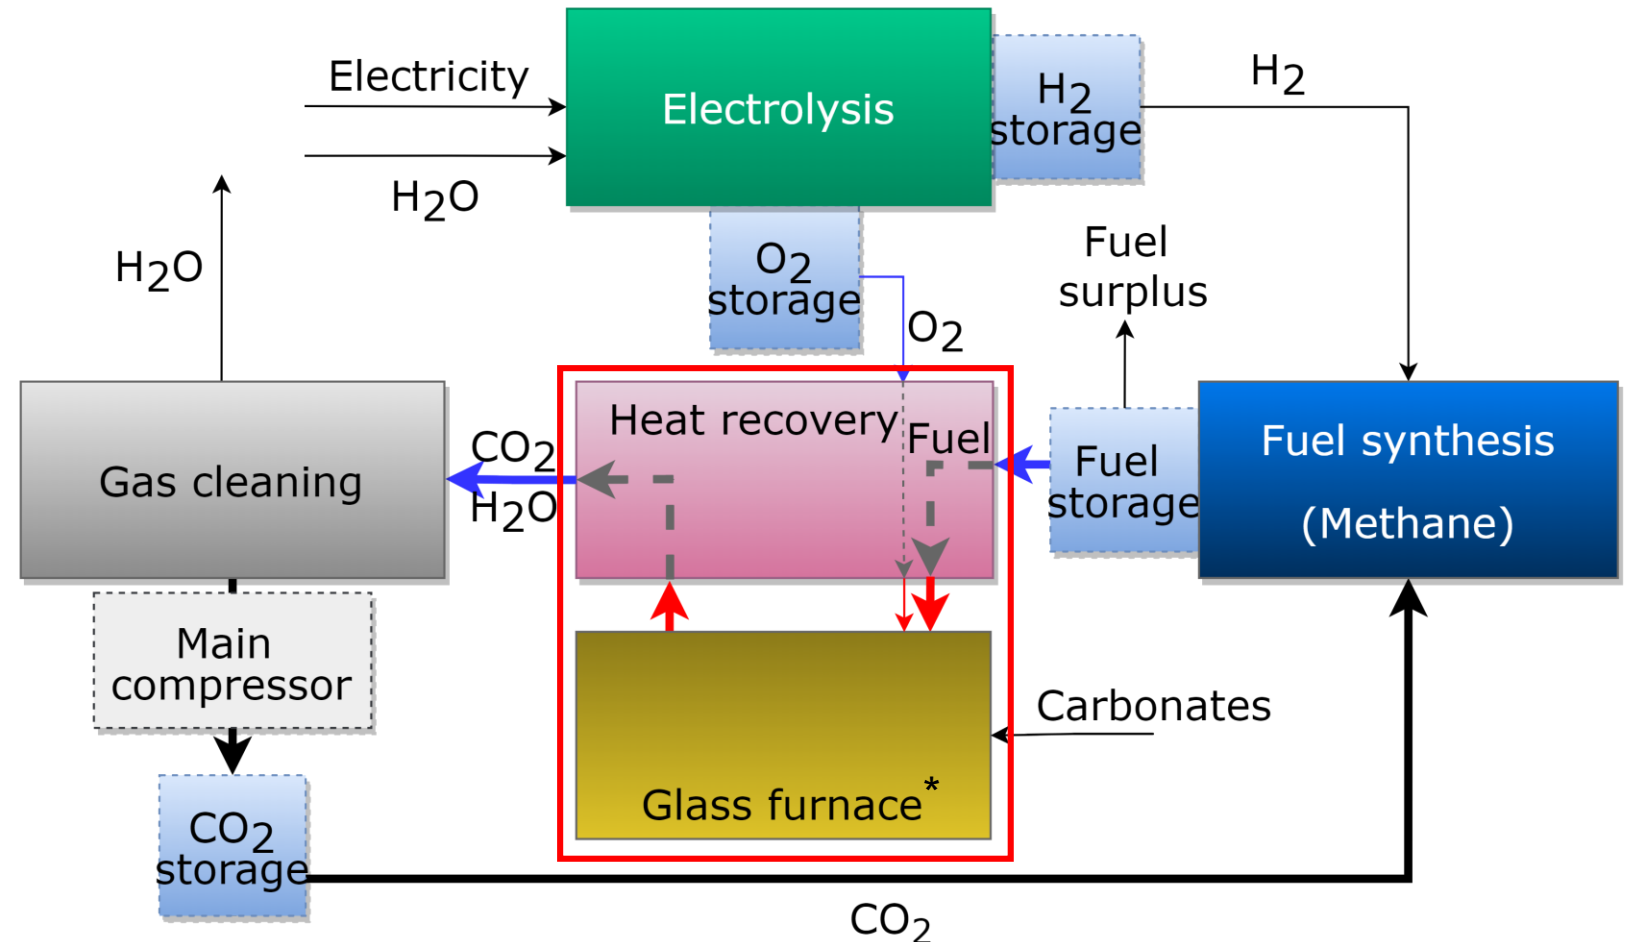 Electricity
H2O
H2O
Electrolysis
H2
storage
H2
O2
storage
O2
Fuel
surplus
Gas cleaning
CO2
H2O
Heat recovery
Fuel
Fuel
storage
Fuel synthesis
(Methane)
Main
compressor
Carbonates
Glass furnace*
CO2
storage
CO2